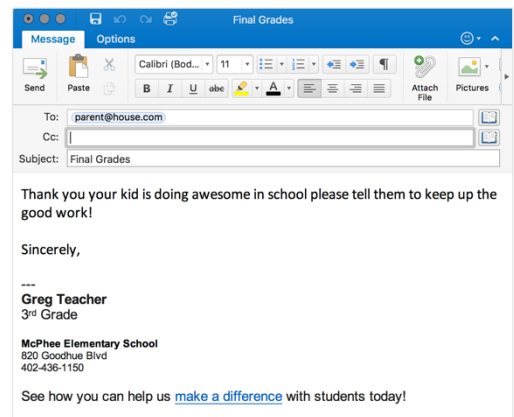 Final Grades
Message Options
Calibri (Bod... 11
Send Paste B I U abc A Attach File Pictures
To: parent@house.com
Cc:
Subject: Final Grades
Thank you your kid is doing awesome in school please tell them to keep up the
good work!
Sincerely,
---
Greg Teacher
3rd Grade
McPhee Elementary School
820 Goodhue Blvd
402-436-1150
See how you can help us make a difference with students today!